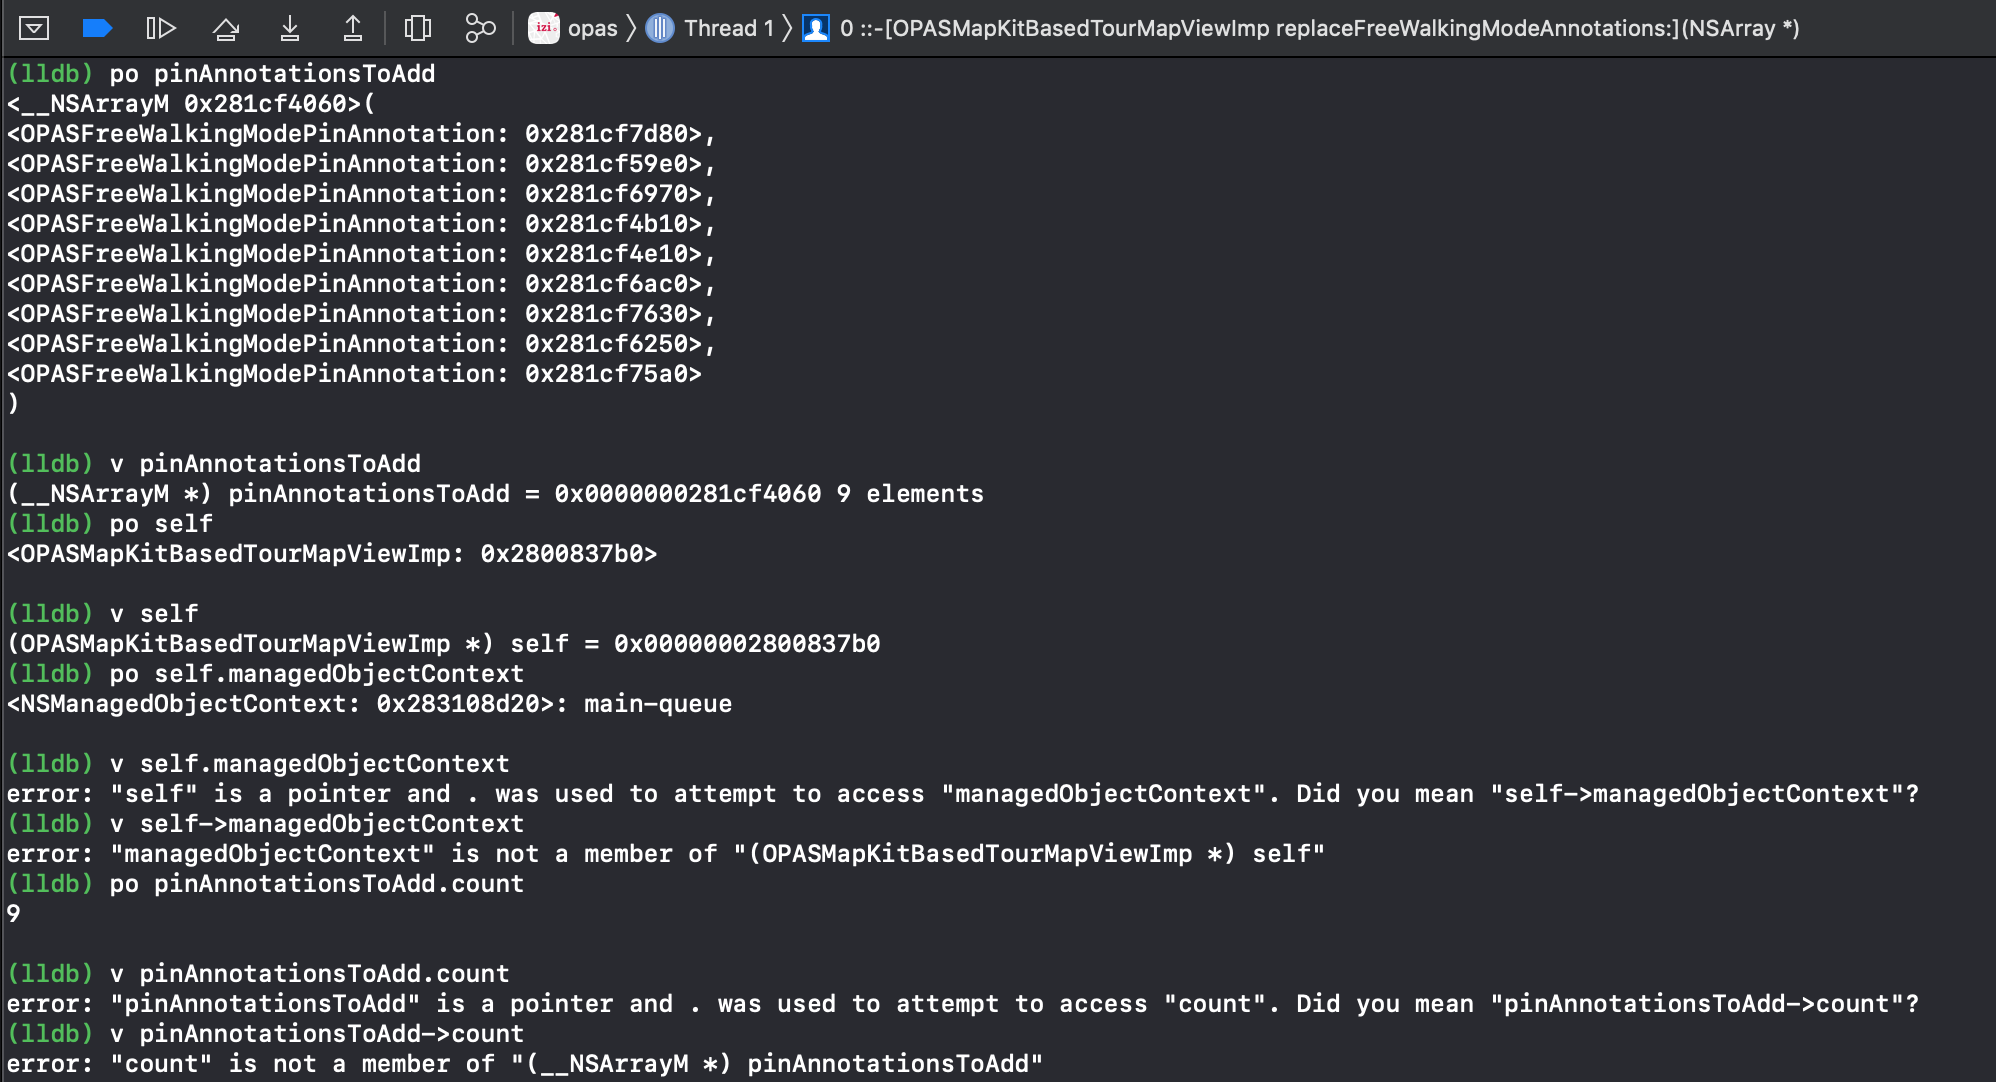 izi. opas Thread 1 0 ::-[OPASMapKitBasedTourMapViewImp replaceFreeWalkingModeAnnotations:](NSArray *)
(lldb) po pinAnnotationsToAdd
<__NSArrayM 0x281cf4060>(
<OPASFreeWalkingModePinAnnotation: 0x281cf7d80>,
<OPASFreeWalkingModePinAnnotation: 0x281cf59e0>,
<OPASFreeWalkingModePinAnnotation: 0x281cf6970>,
<OPASFreeWalkingModePinAnnotation: 0x281cf4b10>,
<OPASFreeWalkingModePinAnnotation: 0x281cf4e10>,
<OPASFreeWalkingModePinAnnotation: 0x281cf6ac0>,
<OPASFreeWalkingModePinAnnotation: 0x281cf7630>,
<OPASFreeWalkingModePinAnnotation: 0x281cf6250>,
<OPASFreeWalkingModePinAnnotation: 0x281cf75a0>
)
(lldb) v pinAnnotationsToAdd
(__NSArrayM *) pinAnnotationsToAdd = 0x0000000281cf4060 9 elements
(lldb) po self
<OPASMapKitBasedTourMapViewImp: 0x2800837b0>
(lldb) v self
(OPASMapKitBasedTourMapViewImp *) self = 0x00000002800837b0
(lldb) po self.managedObjectContext
<NSManagedObjectContext: 0x283108d20>: main-queue
(lldb) v self.managedObjectContext
error: "self" is a pointer and . was used to attempt to access "managedObjectContext". Did you mean "self->managedObjectContext"?
(lldb) v self->managedObjectContext
error: "managedObjectContext" is not a member of "(OPASMapKitBasedTourMapViewImp *) self"
(lldb) po pinAnnotationsToAdd.count
9
(lldb) v pinAnnotationsToAdd.count
error: "pinAnnotationsToAdd" is a pointer and . was used to attempt to access "count". Did you mean "pinAnnotationsToAdd->count"?
(lldb) v pinAnnotationsToAdd->count
error: "count" is not a member of "(__NSArrayM *) pinAnnotationsToAdd"